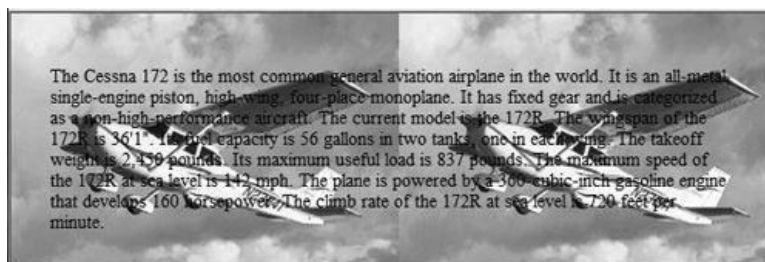 The Cessna 172 is the most common general aviation airplane in the world. It is an all-metal,
single-engine piston, high-wing, four-place monoplane. It has fixed gear and is categorized
as a non-high-performance aircraft. The current model is the 172R. The wingspan of the
172R is 36'1". Its fuel capacity is 56 gallons in two tanks, one in each wing. The takeoff
weight is 2,450 pounds. Its maximum useful load is 837 pounds. The maximum speed of
the 172R at sea level is 142 mph. The plane is powered by a 360-cubic-inch gasoline engine
that develops 160 horsepower. The climb rate of the 172R at sea level is 720 feet per
minute.